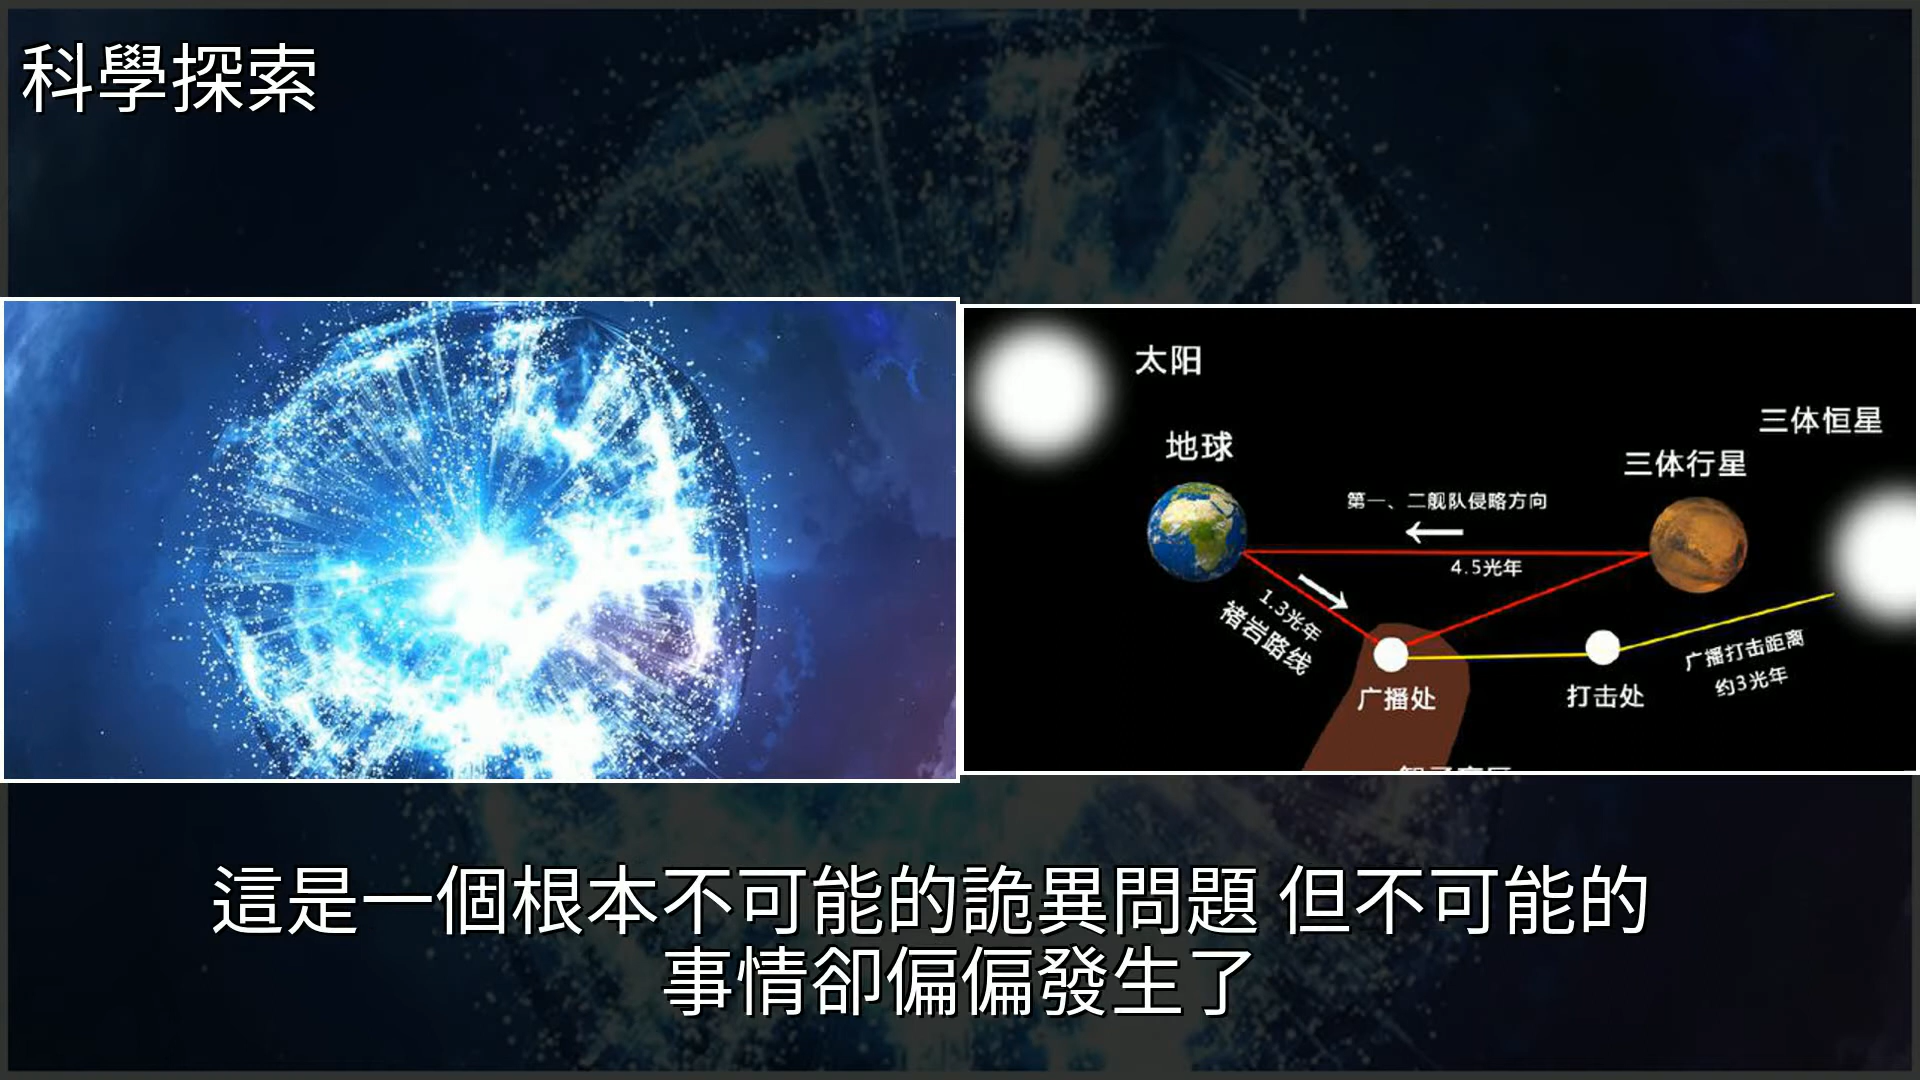 科學探索
太阳
三体恒星
地球
三体行星
第一、二舰队侵略方向
4.5光年
1.3光年
褚岩路线
广播打击距离
约3光年
广播处
打击处
這是一個根本不可能的詭異問題 但不可能的
事情卻偏偏發生了